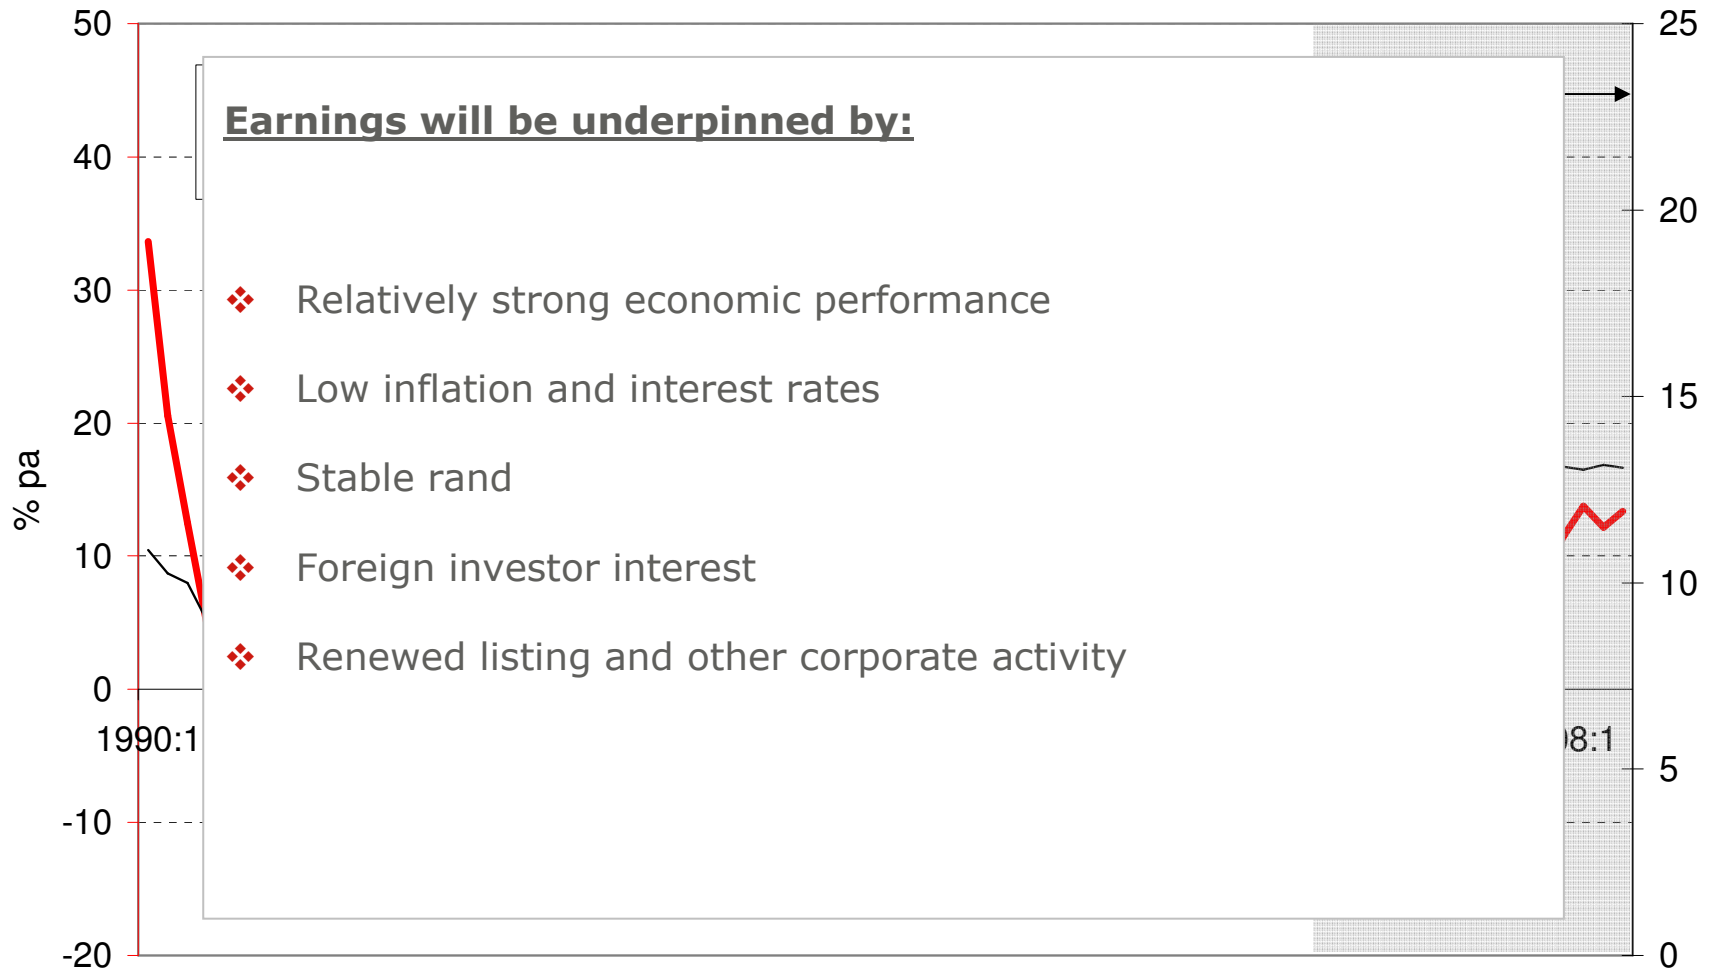 50
25
Earnings will be underpinned by:
40
20
30
Relatively strong economic performance
Low inflation and interest rates
15
20
% pa
Stable rand
10
Foreign investor interest
10
Renewed listing and other corporate activity
0
1990:1
8:1
5
-10
-20
0